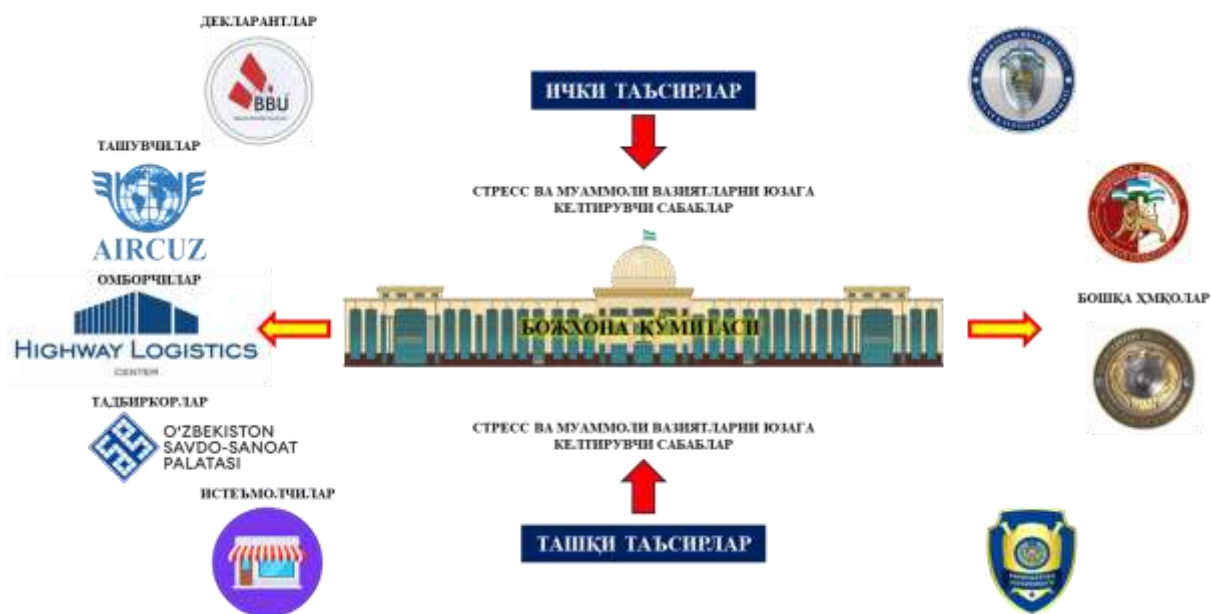 ДЕКЛАРАНТЛАР
BBU
ТАШУВЧИЛАР
AIRCUZ
ОМБОРЧИЛАР
HIGHWAY LOGISTICS
CENTER
ТАДБИРКОРЛАР
O'ZBEKISTON
SAVDO-SANOAT
PALATASI
ИСТЕЪМОЛЧИЛАР
ИЧКИ ТАЪСИРЛАР
СТРЕСС ВА МУАММОЛИ ВАЗИЯТЛАРНИ ЮЗАГА
КЕЛТИРУВЧИ САБАБЛАР
БОЖХОНА ҚЎМИТАСИ
СТРЕСС ВА МУАММОЛИ ВАЗИЯТЛАРНИ ЮЗАГА
КЕЛТИРУВЧИ САБАБЛАР
ТАШҚИ ТАЪСИРЛАР
БОШҚА ҲМҚОЛАР